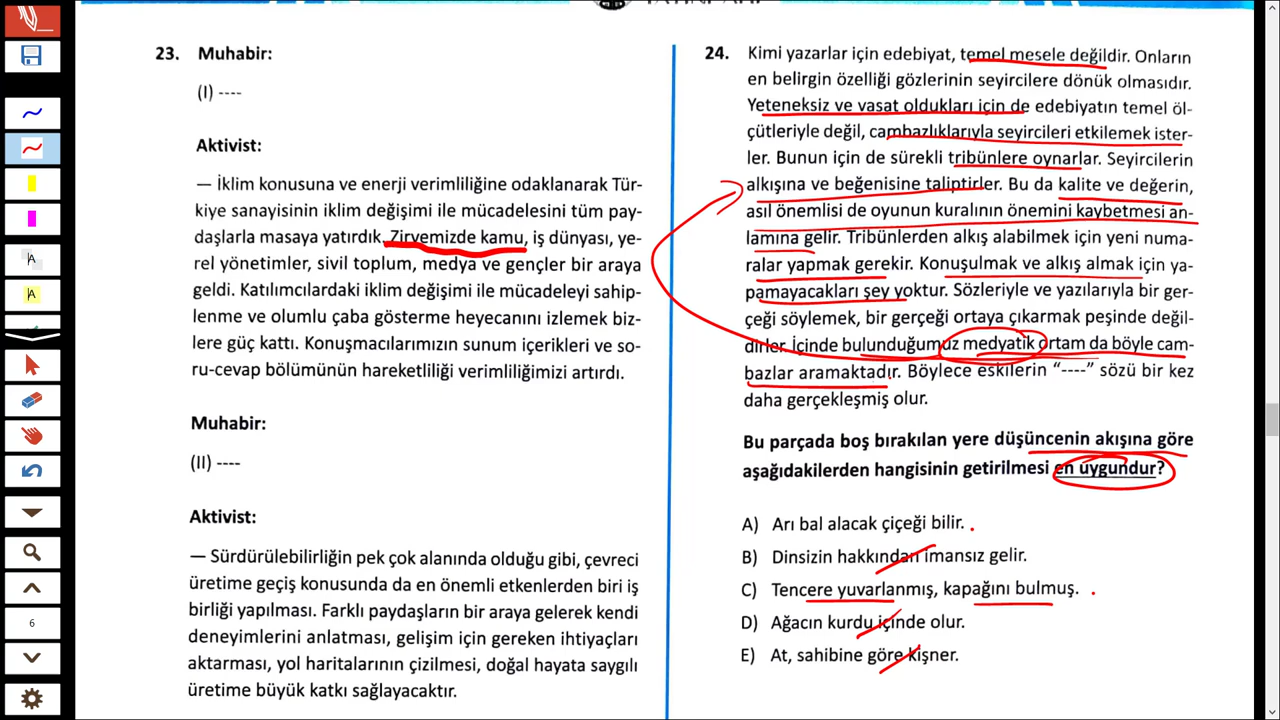 23. Muhabir:
(I) ----
Aktivist:
— İklim konusuna ve enerji verimliliğine odaklanarak Tür-
kiye sanayisinin iklim değişimi ile mücadelesini tüm pay-
daşlarla masaya yatırdık. Zirvemizde kamu, iş dünyası, ye-
rel yönetimler, sivil toplum, medya ve gençler bir araya
geldi. Katılımcılardaki iklim değişimi ile mücadeleyi sahip-
lenme ve olumlu çaba gösterme heyecanını izlemek biz-
lere güç kattı. Konuşmacılarımızın sunum içerikleri ve so-
ru-cevap bölümünün hareketliliği verimliliğimizi artırdı.
Muhabir:
(II) ----
Aktivist:
— Sürdürülebilirliğin pek çok alanında olduğu gibi, çevreci
üretime geçiş konusunda da en önemli etkenlerden biri iş
birliği yapılması. Farklı paydaşların bir araya gelerek kendi
deneyimlerini anlatması, gelişim için gereken ihtiyaçları
aktarması, yol haritalarının çizilmesi, doğal hayata saygılı
üretime büyük katkı sağlayacaktır.
24. Kimi yazarlar için edebiyat, temel mesele değildir. Onların
en belirgin özelliği gözlerinin seyircilere dönük olmasıdır.
Yeteneksiz ve vasat oldukları için de edebiyatın temel öl-
çütleriyle değil, cambazlıklarıyla seyircileri etkilemek ister-
ler. Bunun için de sürekli tribünlere oynarlar. Seyircilerin
alkışına ve beğenisine taliptirler. Bu da kalite ve değerin,
asıl önemlisi de oyunun kuralının önemini kaybetmesi an-
lamına gelir. Tribünlerden alkış alabilmek için yeni numa-
ralar yapmak gerekir. Konuşulmak ve alkış almak için ya-
pamayacakları şey yoktur. Sözleriyle ve yazılarıyla bir ger-
çeği söylemek, bir gerçeği ortaya çıkarmak peşinde değil-
dirler. İçinde bulunduğumuz medyatik ortam da böyle cam-
bazlar aramaktadır. Böylece eskilerin “----” sözü bir kez
daha gerçekleşmiş olur.
Bu parçada boş bırakılan yere düşüncenin akışına göre
aşağıdakilerden hangisinin getirilmesi en uygundur?
A) Arı bal alacak çiçeği bilir.
B) Dinsizin hakkından imansız gelir.
C) Tencere yuvarlanmış, kapağını bulmuş.
D) Ağacın kurdu içinde olur.
E) At, sahibine göre kişner.
A
A
6